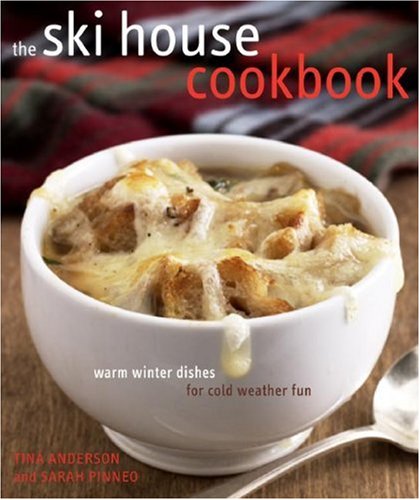 the ski house
cookbook
warm winter dishes
for cold weather fun
TINA ANDERSON
and SARAH PINNEO